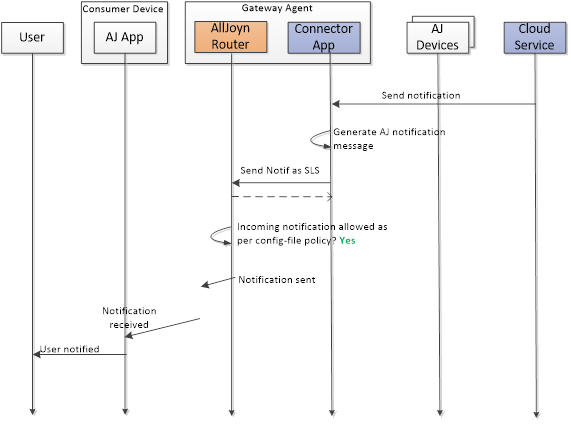 Consumer Device
Gateway Agent
User
AJ App
AllJoyn
Router
Connector
App
AJ
Devices
Cloud
Service
Send notification
Generate AJ notification
message
Send Notif as SLS
Incoming notification allowed as
per config-file policy? Yes
Notification sent
Notification
received
User notified